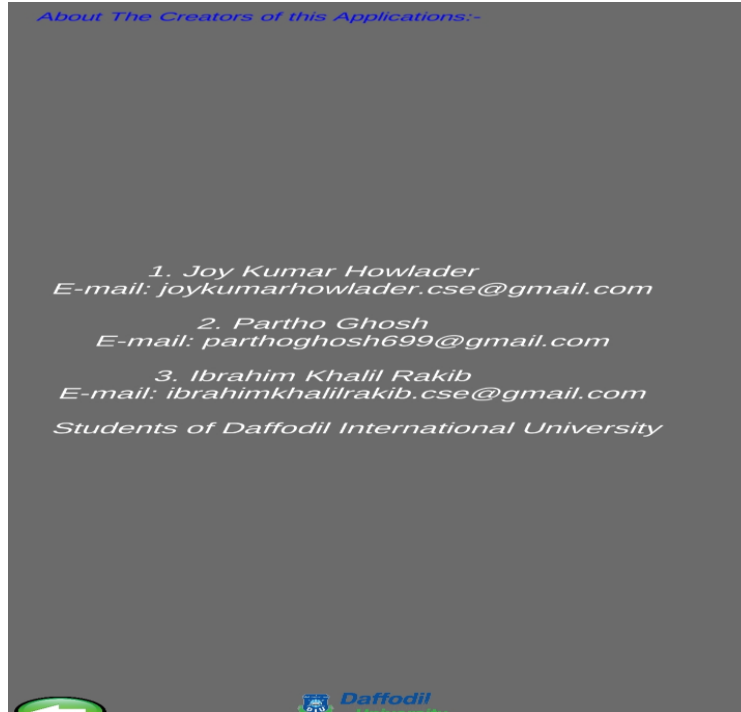 About The Creators of this Applications:-
1. Joy Kumar Howlader
E-mail: joykumarhowlader.cse@gmail.com
2. Partho Ghosh
E-mail: parthoghosh699@gmail.com
3. Ibrahim Khalil Rakib
E-mail: ibrahimkhalilrakib.cse@gmail.com
Students of Daffodil International University
Daffodil